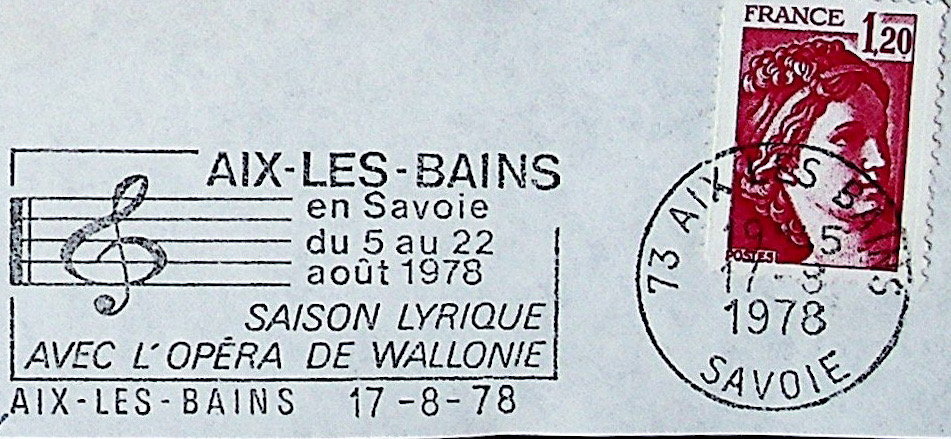 FRANCE 1,20
POSTES
AIX-LES-BAINS
en Savoie
du 5 au 22
août 1978
SAISON LYRIQUE
AVEC L'OPÉRA DE WALLONIE
AIX-LES-BAINS 17-8-78
73 AIX LES BAINS
17-8
1978
SAVOIE